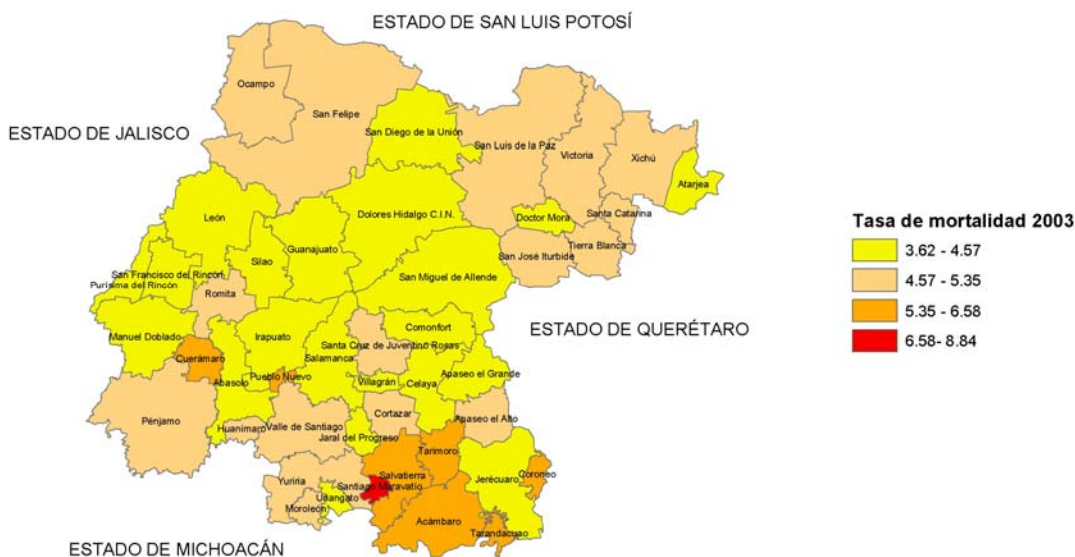 ESTADO DE SAN LUIS POTOSÍ
Ocampo
San Felipe
ESTADO DE JALISCO
San Diego de la Unión
San Luis de la Paz
Victoria
Xichú
Atarjea
León
Dolores Hidalgo C.I.N.
Doctor Mora
Santa Catarina
Guanajuato
Silao
San José Iturbide
Tierra Blanca
San Francisco del Rincón
Purísima del Rincón
San Miguel de Allende
Romita
ESTADO DE QUERÉTARO
Manuel Doblado
Irapuato
Comonfort
Santa Cruz de Juventino Rosas
Cuerámaro
Salamanca
Abasolo
Pueblo Nuevo
Villagrán
Celaya
Apaseo el Grande
Pénjamo
Huanimaro
Valle de Santiago
Cortazar
Apaseo el Alto
Jaral del Progreso
Tarimoro
Salvatierra
Jerécuaro
Coroneo
Yuriria
Santiago Maravatío
Uriangato
Moroleón
Acámbaro
Tarandacuao
ESTADO DE MICHOACÁN
Tasa de mortalidad 2003
3.62 - 4.57
4.57 - 5.35
5.35 - 6.58
6.58- 8.84